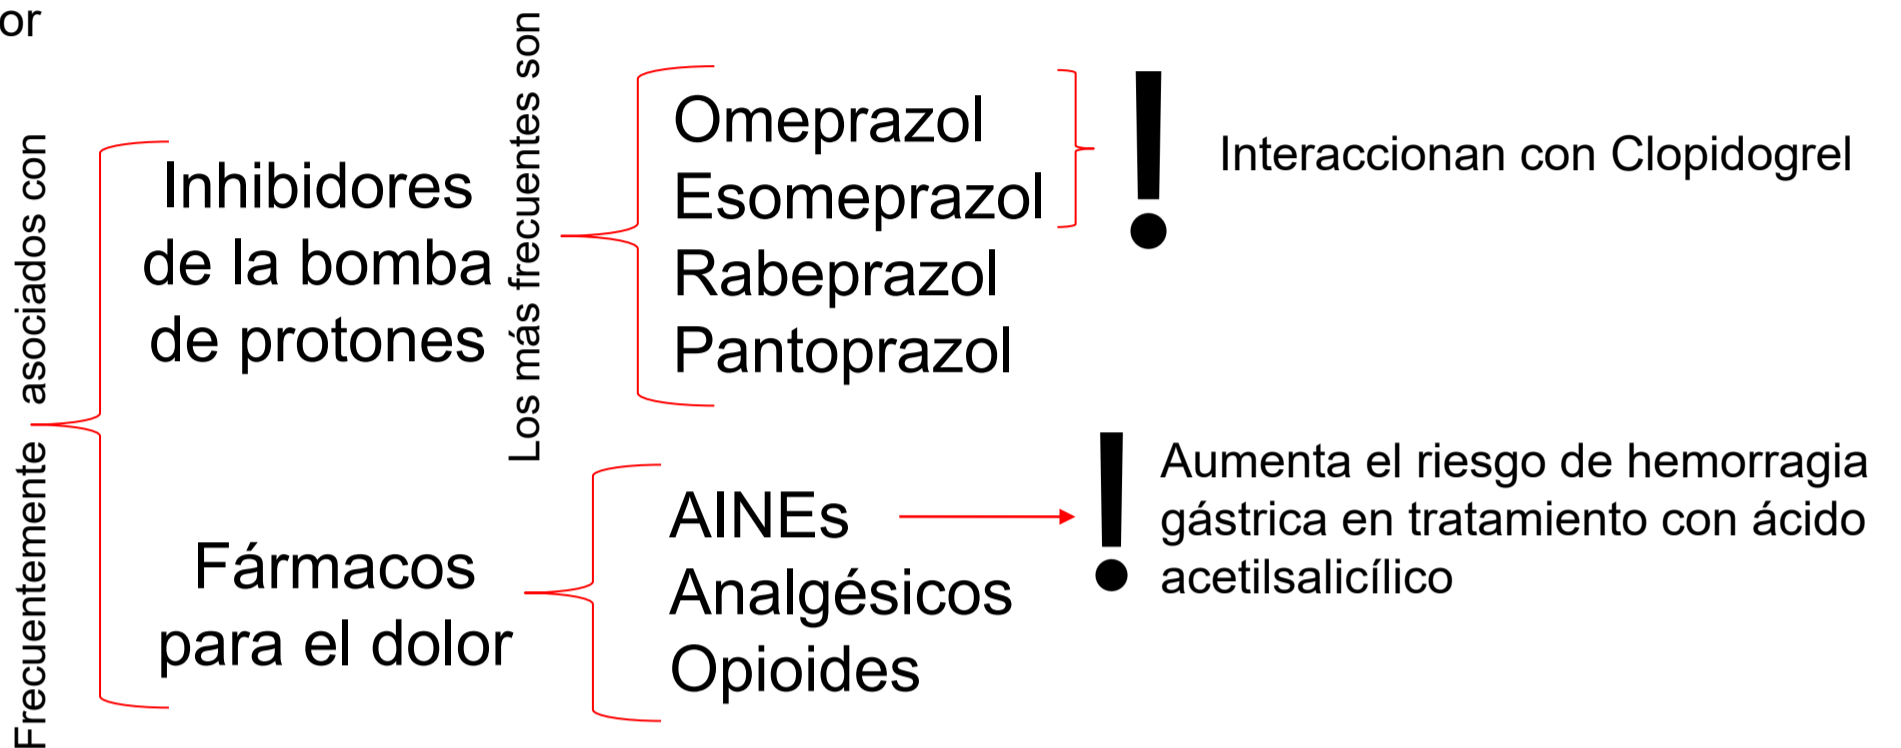 or
Frecuentemente asociados con
Inhibidores
de la bomba
de protones
Los más frecuentes son
Omeprazol
Esomeprazol
Rabeprazol
Pantoprazol
!
Interaccionan con Clopidogrel
Fármacos
para el dolor
AINEs
Analgésicos
Opioides
!
Aumenta el riesgo de hemorragia
gástrica en tratamiento con ácido
acetilsalicílico